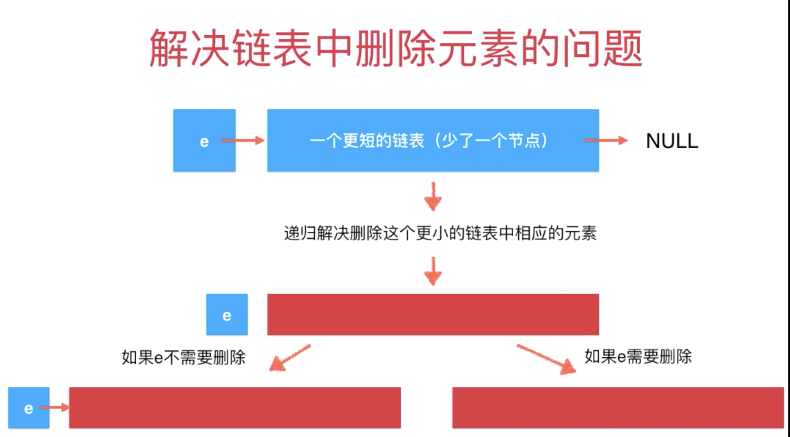 解决链表中删除元素的问题
e 一个更短的链表（少了一个节点） NULL
递归解决删除这个更小的链表中相应的元素
e
如果e不需要删除 如果e需要删除
e